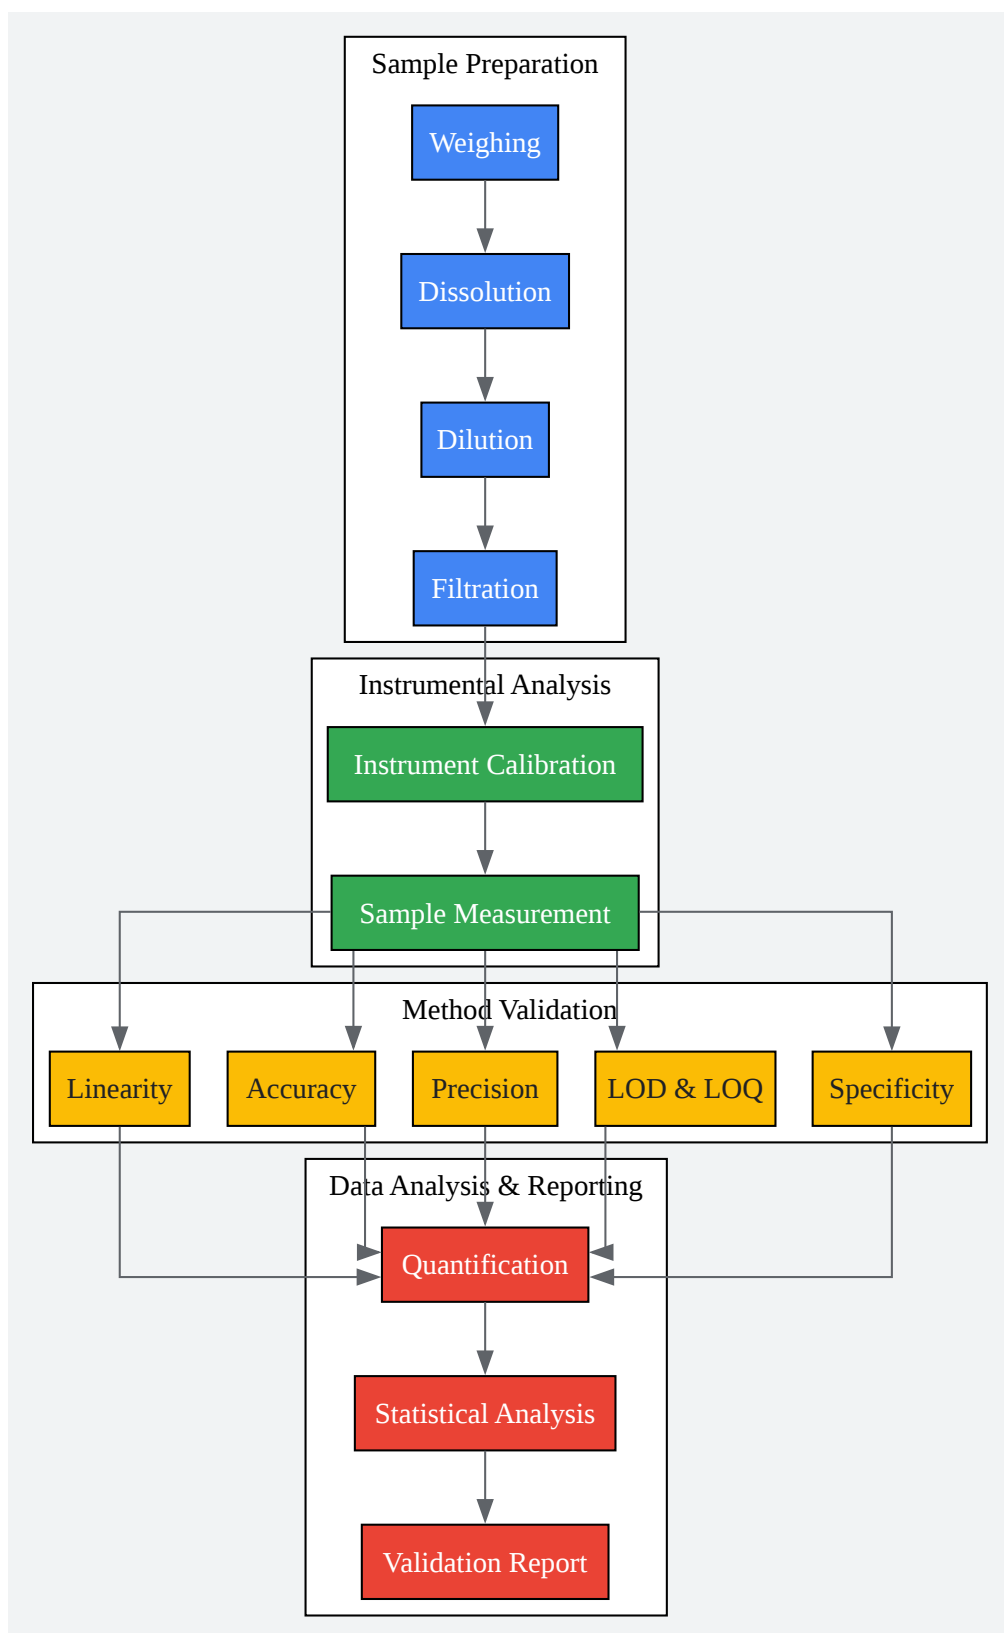 Sample Preparation
Weighing
Dissolution
Dilution
Filtration
Instrumental Analysis
Instrument Calibration
Sample Measurement
Method Validation
Linearity
Accuracy
Precision
LOD & LOQ
Specificity
Data Analysis & Reporting
Quantification
Statistical Analysis
Validation Report